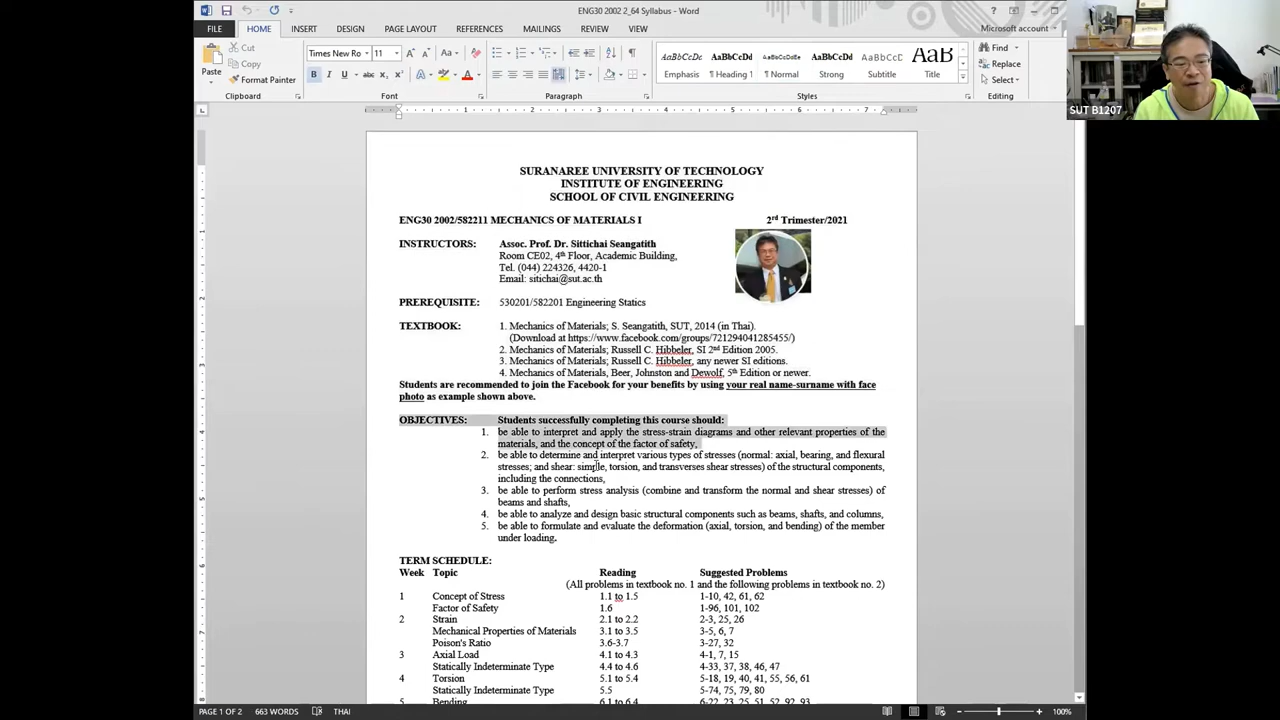 ENG30 2002 2_64 Syllabus - Word
FILE HOME INSERT DESIGN PAGE LAYOUT REFERENCES MAILINGS REVIEW VIEW Microsoft account
Paste Cut Copy Format Painter
Times New Ro 11
Emphasis ¶ Heading 1 ¶ Normal Strong Subtitle Title
Find Replace Select
Clipboard Font Paragraph Styles Editing
SUT B1207
SURANAREE UNIVERSITY OF TECHNOLOGY
INSTITUTE OF ENGINEERING
SCHOOL OF CIVIL ENGINEERING
ENG30 2002/582211 MECHANICS OF MATERIALS I 2rd Trimester/2021
INSTRUCTORS: Assoc. Prof. Dr. Sittichai Seangatith
Room CE02, 4th Floor, Academic Building,
Tel. (044) 224326, 4420-1
Email: sitichai@sut.ac.th
PREREQUISITE: 530201/582201 Engineering Statics
TEXTBOOK: 1. Mechanics of Materials; S. Seangatith, SUT, 2014 (in Thai).
(Download at https://www.facebook.com/groups/721294041285455/)
2. Mechanics of Materials; Russell C. Hibbeler, SI 2nd Edition 2005.
3. Mechanics of Materials; Russell C. Hibbeler, any newer SI editions.
4. Mechanics of Materials, Beer, Johnston and Dewolf, 5th Edition or newer.
Students are recommended to join the Facebook for your benefits by using your real name-surname with face
photo as example shown above.
OBJECTIVES: Students successfully completing this course should:
1. be able to interpret and apply the stress-strain diagrams and other relevant properties of the
materials, and the concept of the factor of safety,
2. be able to determine and interpret various types of stresses (normal: axial, bearing, and flexural
stresses; and shear: simple, torsion, and transverses shear stresses) of the structural components,
including the connections,
3. be able to perform stress analysis (combine and transform the normal and shear stresses) of
beams and shafts,
4. be able to analyze and design basic structural components such as beams, shafts, and columns,
5. be able to formulate and evaluate the deformation (axial, torsion, and bending) of the member
under loading.
TERM SCHEDULE:
Week Topic Reading Suggested Problems
(All problems in textbook no. 1 and the following problems in textbook no. 2)
1 Concept of Stress 1.1 to 1.5 1-10, 42, 61, 62
Factor of Safety 1.6 1-96, 101, 102
2 Strain 2.1 to 2.2 2-3, 25, 26
Mechanical Properties of Materials 3.1 to 3.5 3-5, 6, 7
Poison's Ratio 3.6-3.7 3-27, 32
3 Axial Load 4.1 to 4.3 4-1, 7, 15
Statically Indeterminate Type 4.4 to 4.6 4-33, 37, 38, 46, 47
4 Torsion 5.1 to 5.4 5-18, 19, 40, 41, 55, 56, 61
Statically Indeterminate Type 5.5 5-74, 75, 79, 80
5 Bending 6.1 to 6.4 6-22, 23, 25, 51, 52, 92, 93
PAGE 1 OF 2 663 WORDS THAI 100%